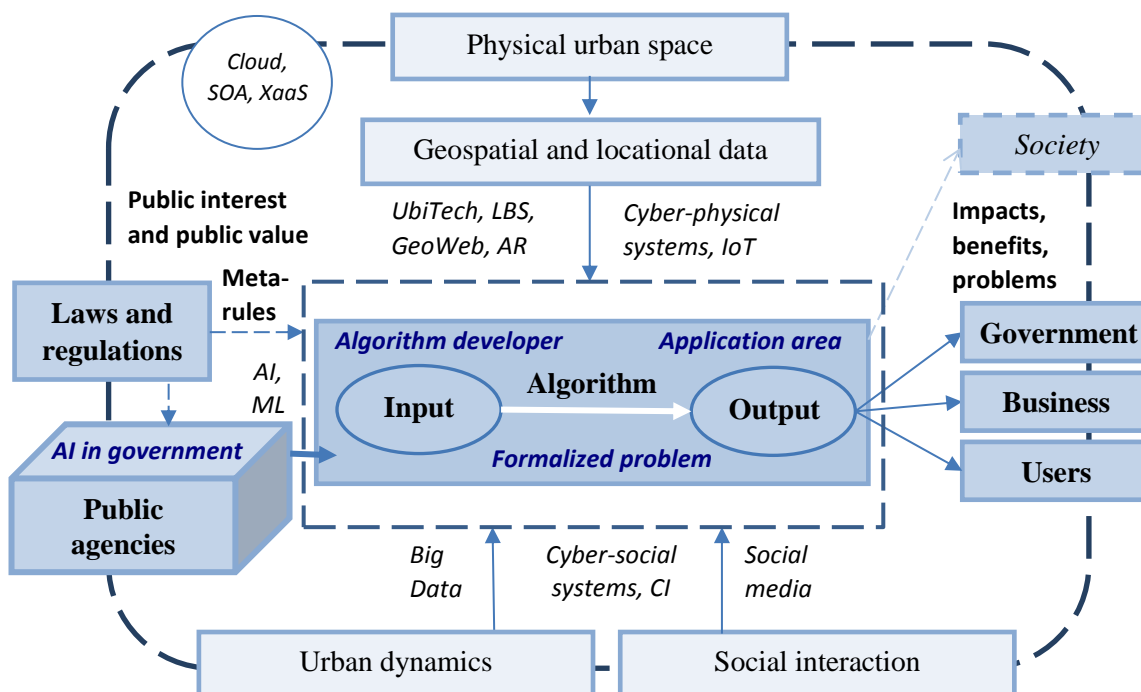 Physical urban space
Cloud,
SOA, XaaS
Geospatial and locational data
Society
Public interest
and public value
UbiTech, LBS,
GeoWeb, AR
Cyber-physical
systems, IoT
Impacts,
benefits,
problems
Meta-
rules
Laws and
regulations
Algorithm developer
Application area
Government
AI,
ML
Input
Algorithm
Output
Business
AI in government
Formalized problem
Users
Public
agencies
Big
Data
Cyber-social
systems, CI
Social
media
Urban dynamics
Social interaction